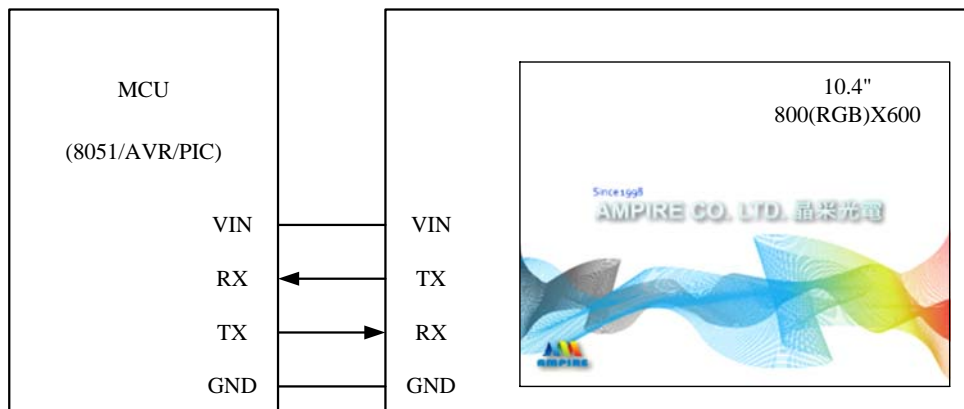 MCU
(8051/AVR/PIC)
10.4"
800(RGB)X600
Since1998
AMPIRE CO. LTD. 晶采光電
VIN VIN
RX TX
TX RX
GND GND
AMPIRE